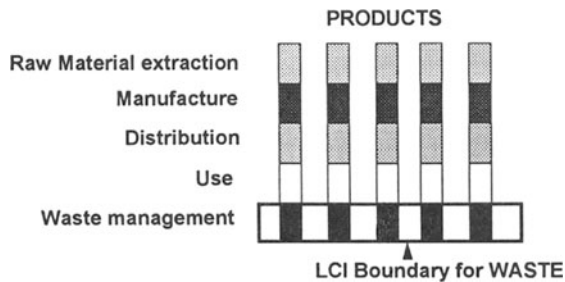 PRODUCTS
Raw Material extraction
Manufacture
Distribution
Use
Waste management
LCI Boundary for WASTE